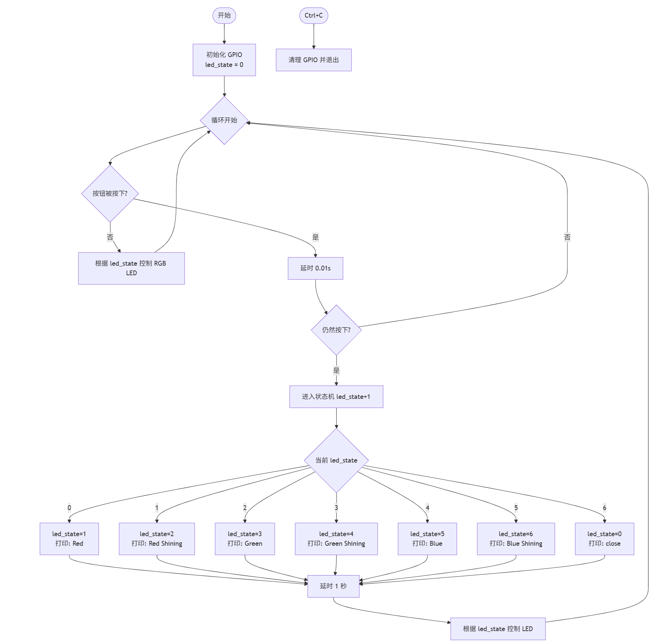 开始
Ctrl+C
初始化 GPIO
led_state = 0
清理 GPIO 并退出
循环开始
按钮被按下?
否
是
否
根据 led_state 控制 RGB
LED
延时 0.01s
仍然按下?
是
进入状态机 led_state+1
当前 led_state
0
1
2
3
4
5
6
led_state=1
打印: Red
led_state=2
打印: Red Shining
led_state=3
打印: Green
led_state=4
打印: Green Shining
led_state=5
打印: Blue
led_state=6
打印: Blue Shining
led_state=0
打印: close
延时 1 秒
根据 led_state 控制 LED